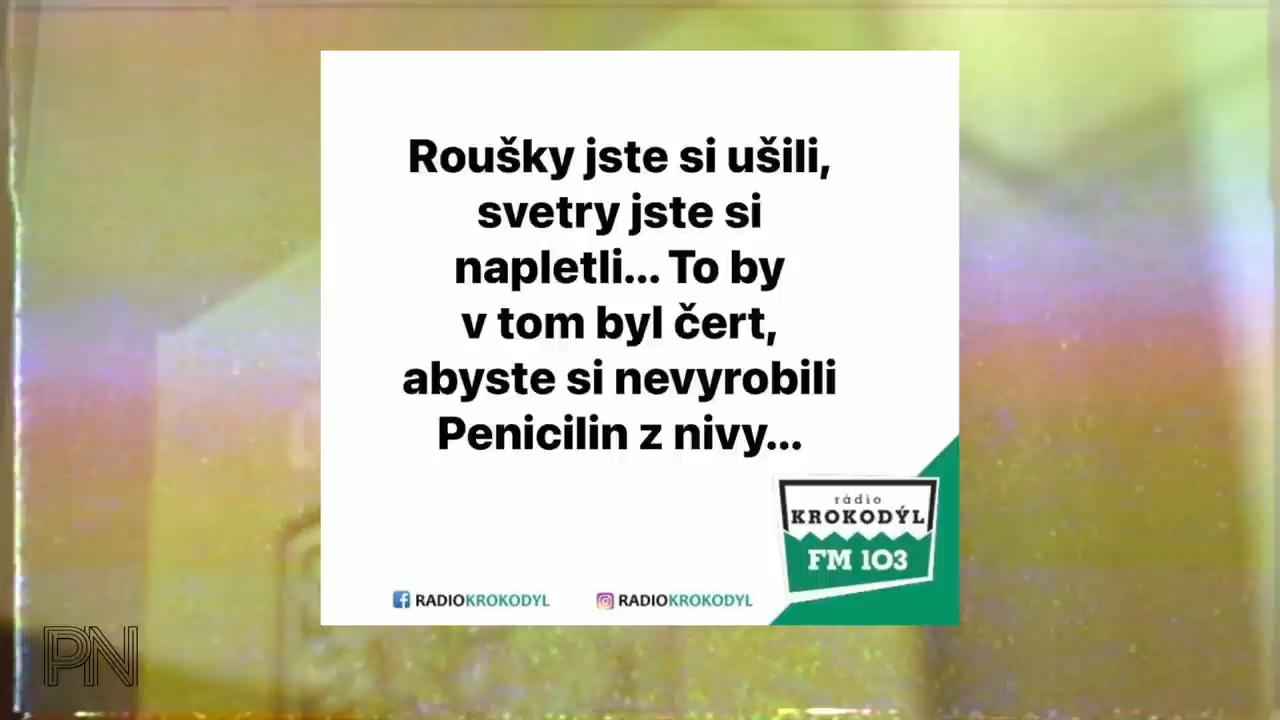 Roušky jste si ušili,
svetry jste si
napletli... To by
v tom byl čert,
abyste si nevyrobili
Penicilin z nivy...
rádio
KROKODÝL
FM 103
RADIOKROKODYL
RADIOKROKODYL
PN